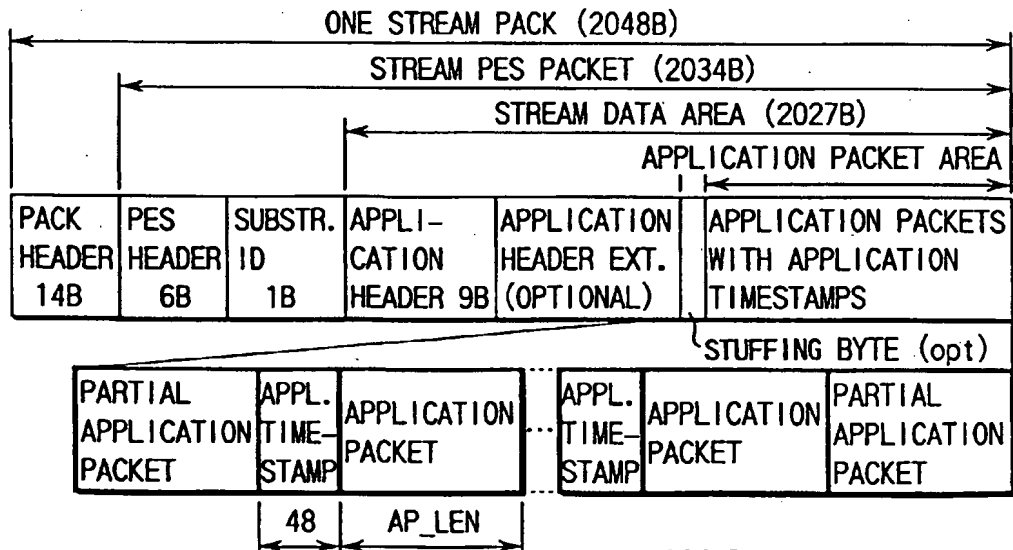 ONE STREAM PACK (2048B)
STREAM PES PACKET (2034B)
STREAM DATA AREA (2027B)
APPLICATION PACKET AREA
PACK HEADER 14B
PES HEADER 6B
SUBSTR. ID 1B
APPLI-
CATION
HEADER 9B
APPLICATION
HEADER EXT.
(OPTIONAL)
APPLICATION PACKETS
WITH APPLICATION
TIMESTAMPS
STUFFING BYTE (opt)
PARTIAL
APPLICATION
PACKET
APPL.
TIME-
STAMP
APPLICATION
PACKET
APPL.
TIME-
STAMP
APPLICATION
PACKET
PARTIAL
APPLICATION
PACKET
48
AP_LEN